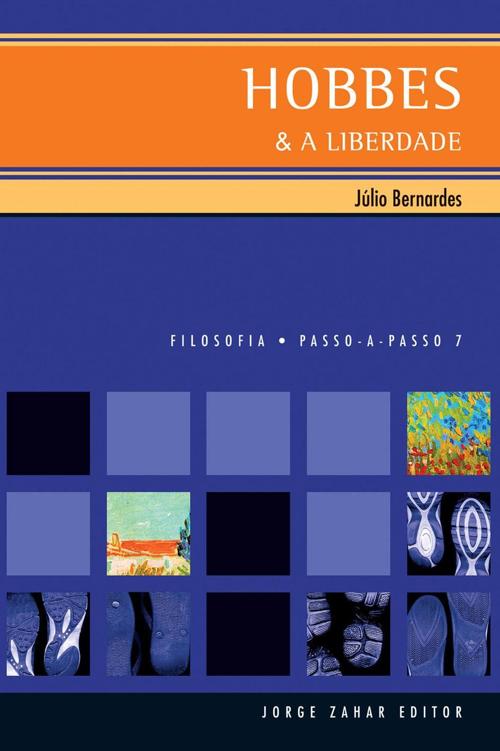 HOBBES
& A LIBERDADE
Júlio Bernardes
FILOSOFIA • PASSO-A-PASSO 7
JORGE ZAHAR EDITOR